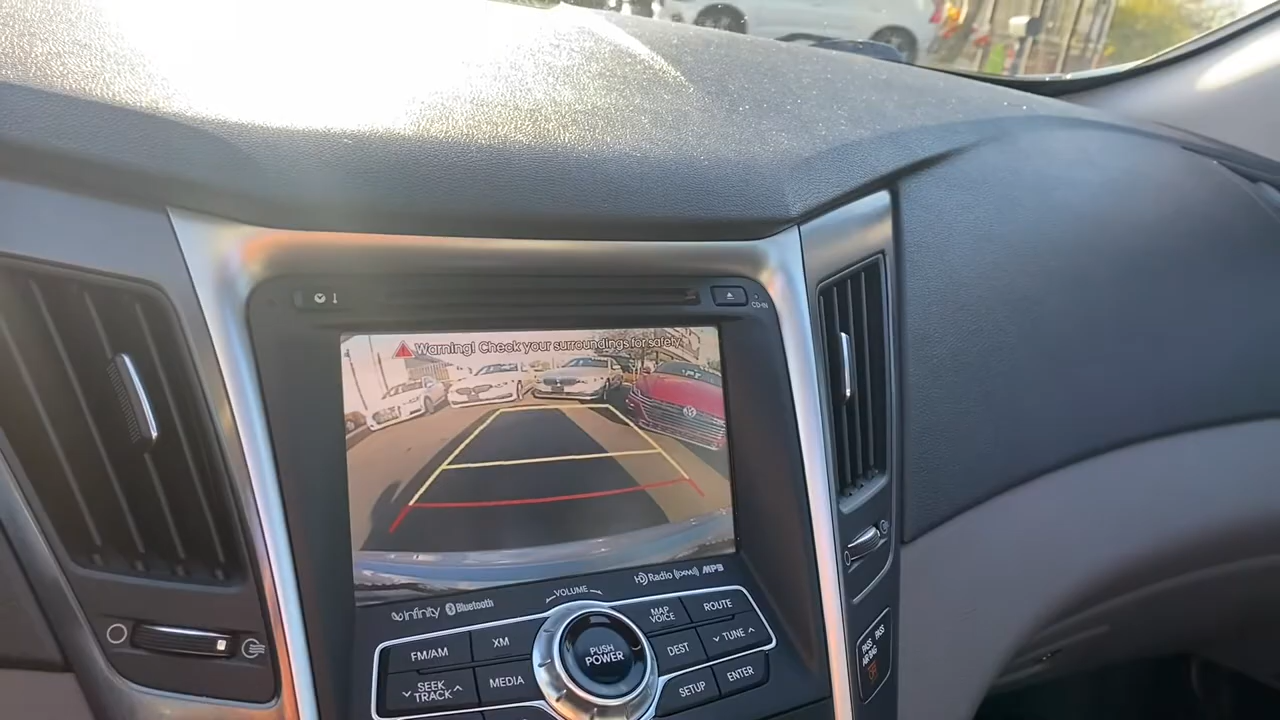 CD-IN
Warning! Check your surroundings for safety
HD Radio MP3
infinity Bluetooth
VOLUME
FM/AM
XM
PUSH
POWER
MAP
VOICE
ROUTE
DEST
TUNE
SEEK
TRACK
MEDIA
SETUP
ENTER
PASS
AIR BAG